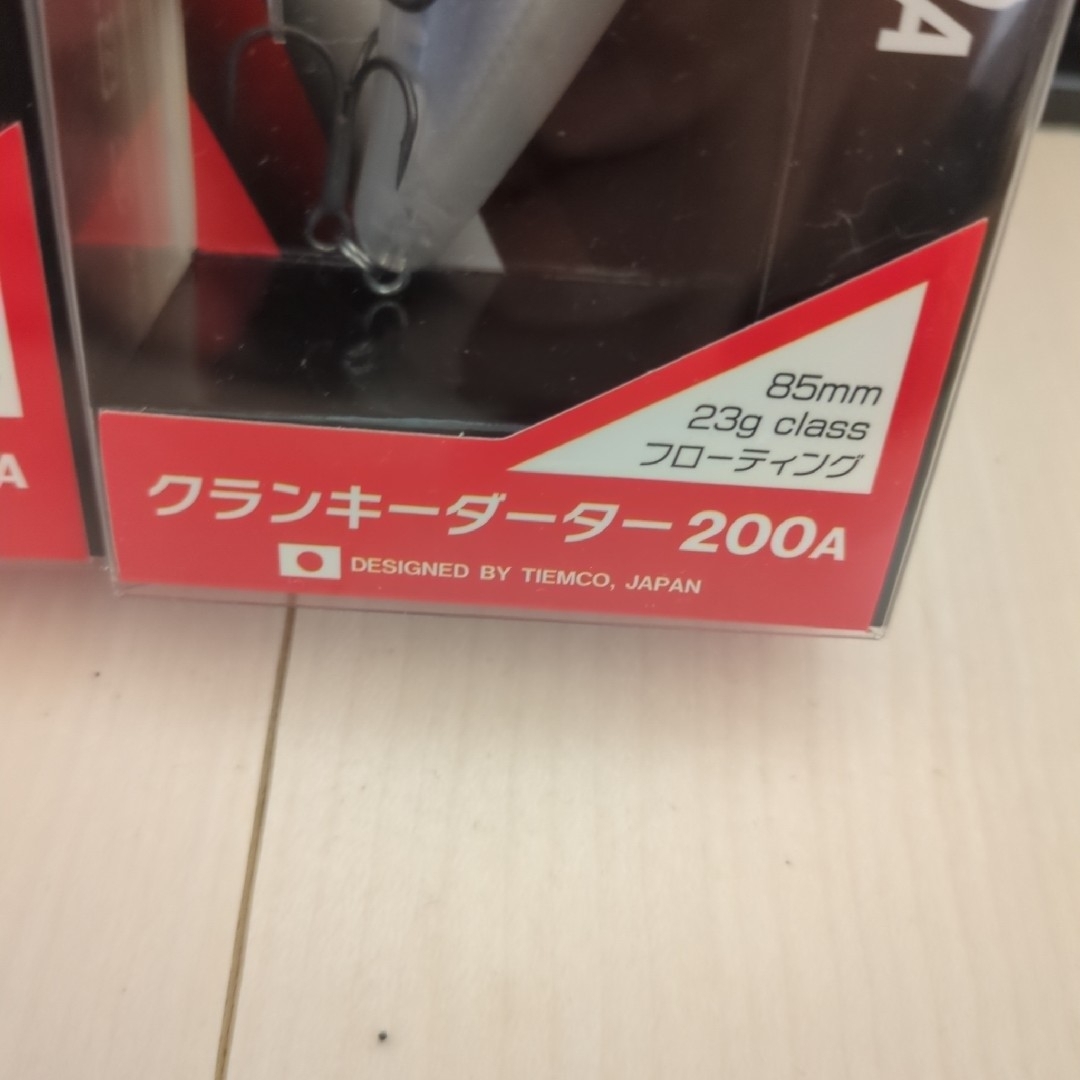 A
85mm
23g class
フローティング
クランキーダーター200A
DESIGNED BY TIEMCO, JAPAN
A